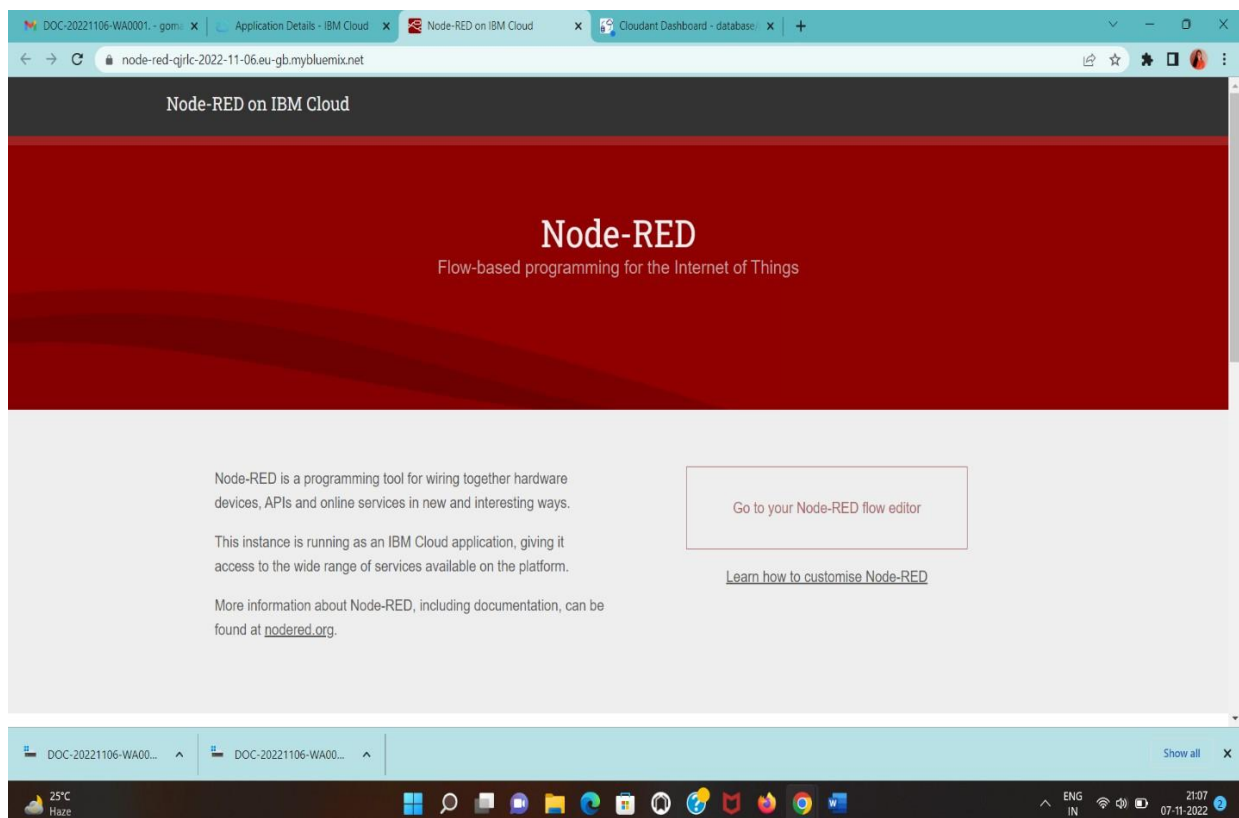 DOC-20221106-WA0001. - goma
Application Details - IBM Cloud
Node-RED on IBM Cloud
Cloudant Dashboard - database/
node-red-qjrlc-2022-11-06.eu-gb.mybluemix.net
Node-RED on IBM Cloud
Node-RED
Flow-based programming for the Internet of Things
Node-RED is a programming tool for wiring together hardware
devices, APIs and online services in new and interesting ways.
This instance is running as an IBM Cloud application, giving it
access to the wide range of services available on the platform.
More information about Node-RED, including documentation, can be
found at nodered.org.
Go to your Node-RED flow editor
Learn how to customise Node-RED
DOC-20221106-WA00...
DOC-20221106-WA00...
Show all
25°C
Haze
ENG
IN
21:07
07-11-2022
2